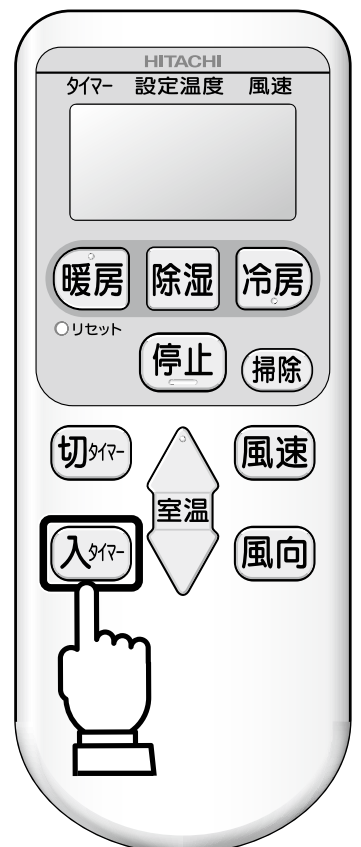 HITACHI
タイマー 設定温度 風速
暖房 除湿 冷房
リセット
停止 掃除
切タイマー 風速
室温
入タイマー 風向